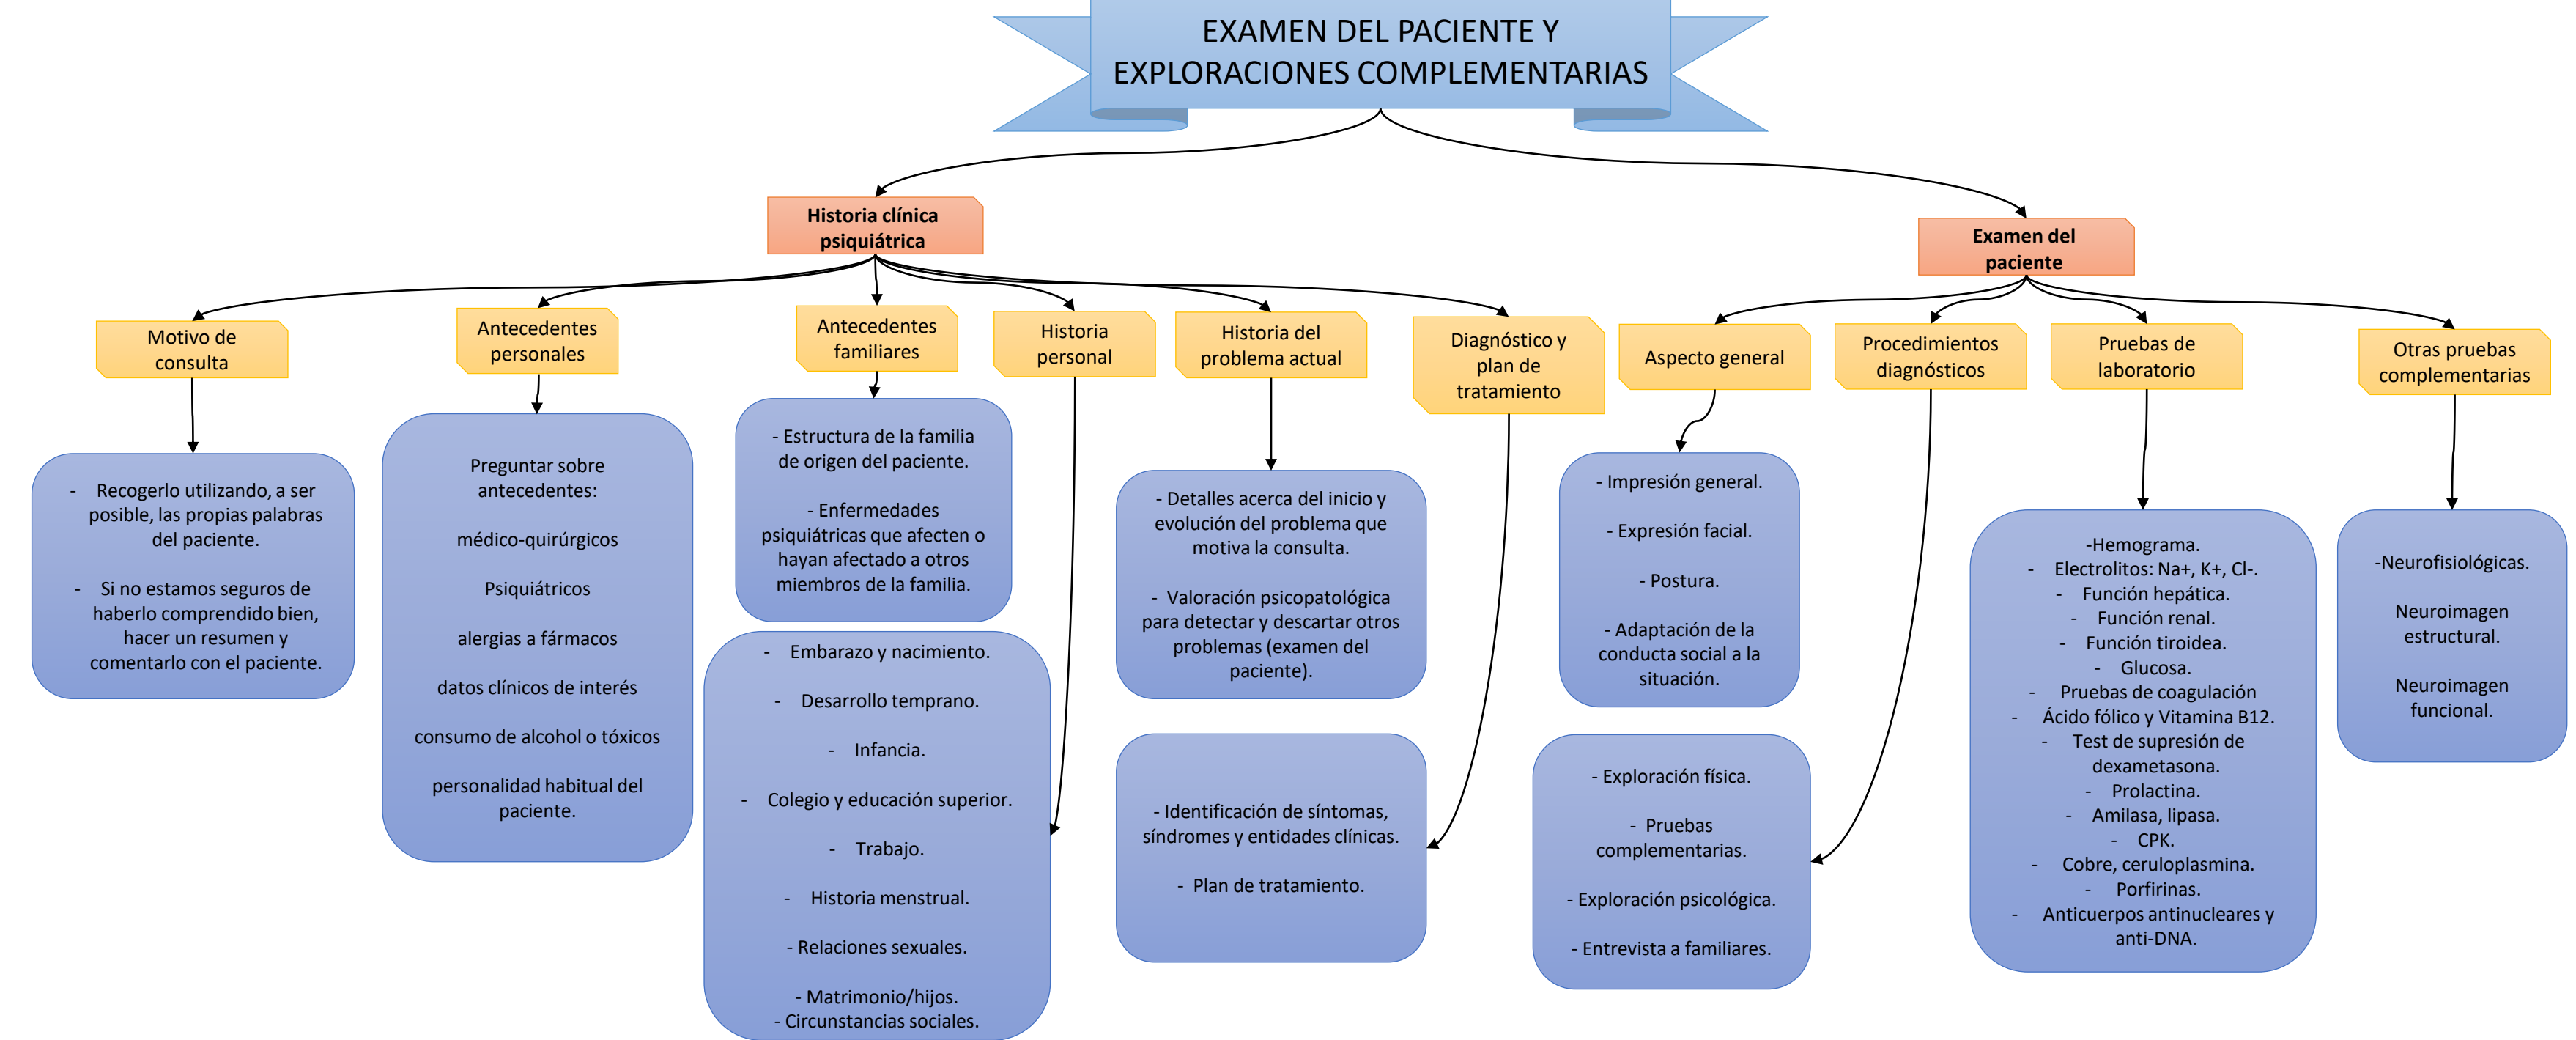 EXAMEN DEL PACIENTE Y
EXPLORACIONES COMPLEMENTARIAS
Historia clínica
psiquiátrica
Examen del
paciente
Motivo de
consulta
Antecedentes
personales
Antecedentes
familiares
Historia
personal
Historia del
problema actual
Diagnóstico y
plan de
tratamiento
Aspecto general
Procedimientos
diagnósticos
Pruebas de
laboratorio
Otras pruebas
complementarias
- Recogerlo utilizando, a ser
posible, las propias palabras
del paciente.
- Si no estamos seguros de
haberlo comprendido bien,
hacer un resumen y
comentarlo con el paciente.
Preguntar sobre
antecedentes:
médico-quirúrgicos
Psiquiátricos
alergias a fármacos
datos clínicos de interés
consumo de alcohol o tóxicos
personalidad habitual del
paciente.
- Estructura de la familia
de origen del paciente.
- Enfermedades
psiquiátricas que afecten o
hayan afectado a otros
miembros de la familia.
- Embarazo y nacimiento.
- Desarrollo temprano.
- Infancia.
- Colegio y educación superior.
- Trabajo.
- Historia menstrual.
- Relaciones sexuales.
- Matrimonio/hijos.
- Circunstancias sociales.
- Detalles acerca del inicio y
evolución del problema que
motiva la consulta.
- Valoración psicopatológica
para detectar y descartar otros
problemas (examen del
paciente).
- Identificación de síntomas,
síndromes y entidades clínicas.
- Plan de tratamiento.
- Impresión general.
- Expresión facial.
- Postura.
- Adaptación de la
conducta social a la
situación.
- Exploración física.
- Pruebas
complementarias.
- Exploración psicológica.
- Entrevista a familiares.
-Hemograma.
- Electrolitos: Na+, K+, Cl-.
- Función hepática.
- Función renal.
- Función tiroidea.
- Glucosa.
- Pruebas de coagulación
- Ácido fólico y Vitamina B12.
- Test de supresión de
dexametasona.
- Prolactina.
- Amilasa, lipasa.
- CPK.
- Cobre, ceruloplasmina.
- Porfirinas.
- Anticuerpos antinucleares y
anti-DNA.
-Neurofisiológicas.
Neuroimagen
estructural.
Neuroimagen
funcional.